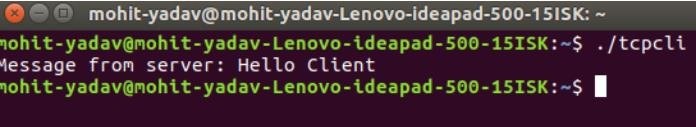 mohit-yadav@mohit-yadav-Lenovo-ideapad-500-15ISK: ~
mohit-yadav@mohit-yadav-Lenovo-ideapad-500-15ISK:~$ ./tcpcli
Message from server: Hello Client
mohit-yadav@mohit-yadav-Lenovo-ideapad-500-15ISK:~$